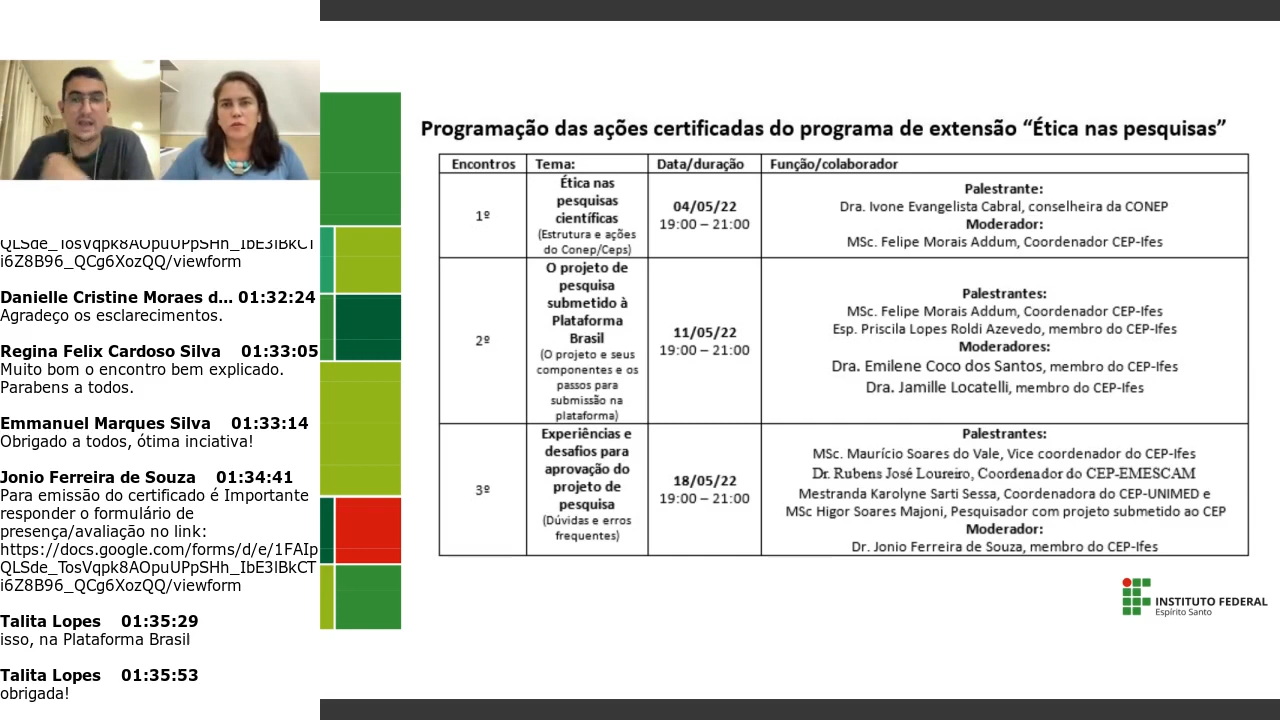 QLSde_TosVqpk8AOpuUPpSHh_IbE3lBkCT
i6Z8B96_QCg6XozQQ/viewform
Danielle Cristine Moraes d... 01:32:24
Agradeço os esclarecimentos.
Regina Felix Cardoso Silva 01:33:05
Muito bom o encontro bem explicado.
Parabens a todos.
Emmanuel Marques Silva 01:33:14
Obrigado a todos, ótima inciativa!
Jonio Ferreira de Souza 01:34:41
Para emissão do certificado é Importante
responder o formulário de
presença/avaliação no link:
https://docs.google.com/forms/d/e/1FAIp
QLSde_TosVqpk8AOpuUPpSHh_IbE3lBkCT
i6Z8B96_QCg6XozQQ/viewform
Talita Lopes 01:35:29
isso, na Plataforma Brasil
Talita Lopes 01:35:53
obrigada!
Programação das ações certificadas do programa de extensão “Ética nas pesquisas”
Encontros Tema: Data/duração Função/colaborador
1º
Ética nas
pesquisas
científicas
(Estrutura e ações
do Conep/Ceps)
04/05/22
19:00 – 21:00
Palestrante:
Dra. Ivone Evangelista Cabral, conselheira da CONEP
Moderador:
MSc. Felipe Morais Addum, Coordenador CEP-Ifes
2º
O projeto de
pesquisa
submetido à
Plataforma
Brasil
(O projeto e seus
componentes e os
passos para
submissão na
plataforma)
11/05/22
19:00 – 21:00
Palestrantes:
MSc. Felipe Morais Addum, Coordenador CEP-Ifes
Esp. Priscila Lopes Roldi Azevedo, membro do CEP-Ifes
Moderadores:
Dra. Emilene Coco dos Santos, membro do CEP-Ifes
Dra. Jamille Locatelli, membro do CEP-Ifes
3º
Experiências e
desafios para
aprovação do
projeto de
pesquisa
(Dúvidas e erros
frequentes)
18/05/22
19:00 – 21:00
Palestrantes:
MSc. Maurício Soares do Vale, Vice coordenador do CEP-Ifes
Dr. Rubens José Loureiro, Coordenador do CEP-EMESCAM
Mestranda Karolyne Sarti Sessa, Coordenadora do CEP-UNIMED e
MSc Higor Soares Majoni, Pesquisador com projeto submetido ao CEP
Moderador:
Dr. Jonio Ferreira de Souza, membro do CEP-Ifes
INSTITUTO FEDERAL
Espírito Santo